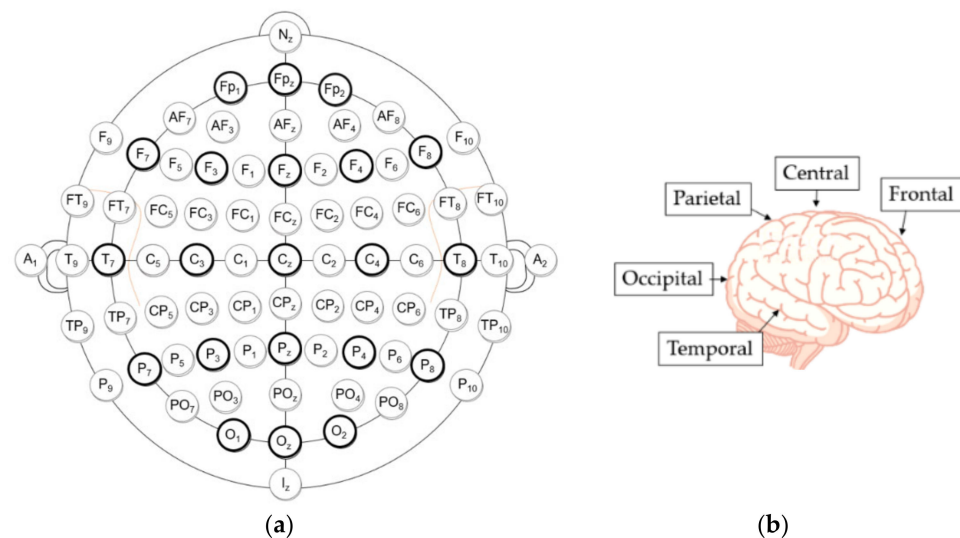 Nz
Fp1 Fpz Fp2
AF7 AF3 AFz AF4 AF8
F9 F10
F7 F5 F3 F1 Fz F2 F4 F6 F8
FT9 FT7 FC5 FC3 FC1 FCz FC2 FC4 FC6 FT8 FT10
A1 T9 T7 C5 C3 C1 Cz C2 C4 C6 T8 T10 A2
TP9 TP7 CP5 CP3 CP1 CPz CP2 CP4 CP6 TP8 TP10
P7 P5 P3 P1 Pz P2 P4 P6 P8
P9 P10
PO7 PO3 POz PO4 PO8
O1 Oz O2
Iz
(a)
Central
Parietal
Frontal
Occipital
Temporal
(b)